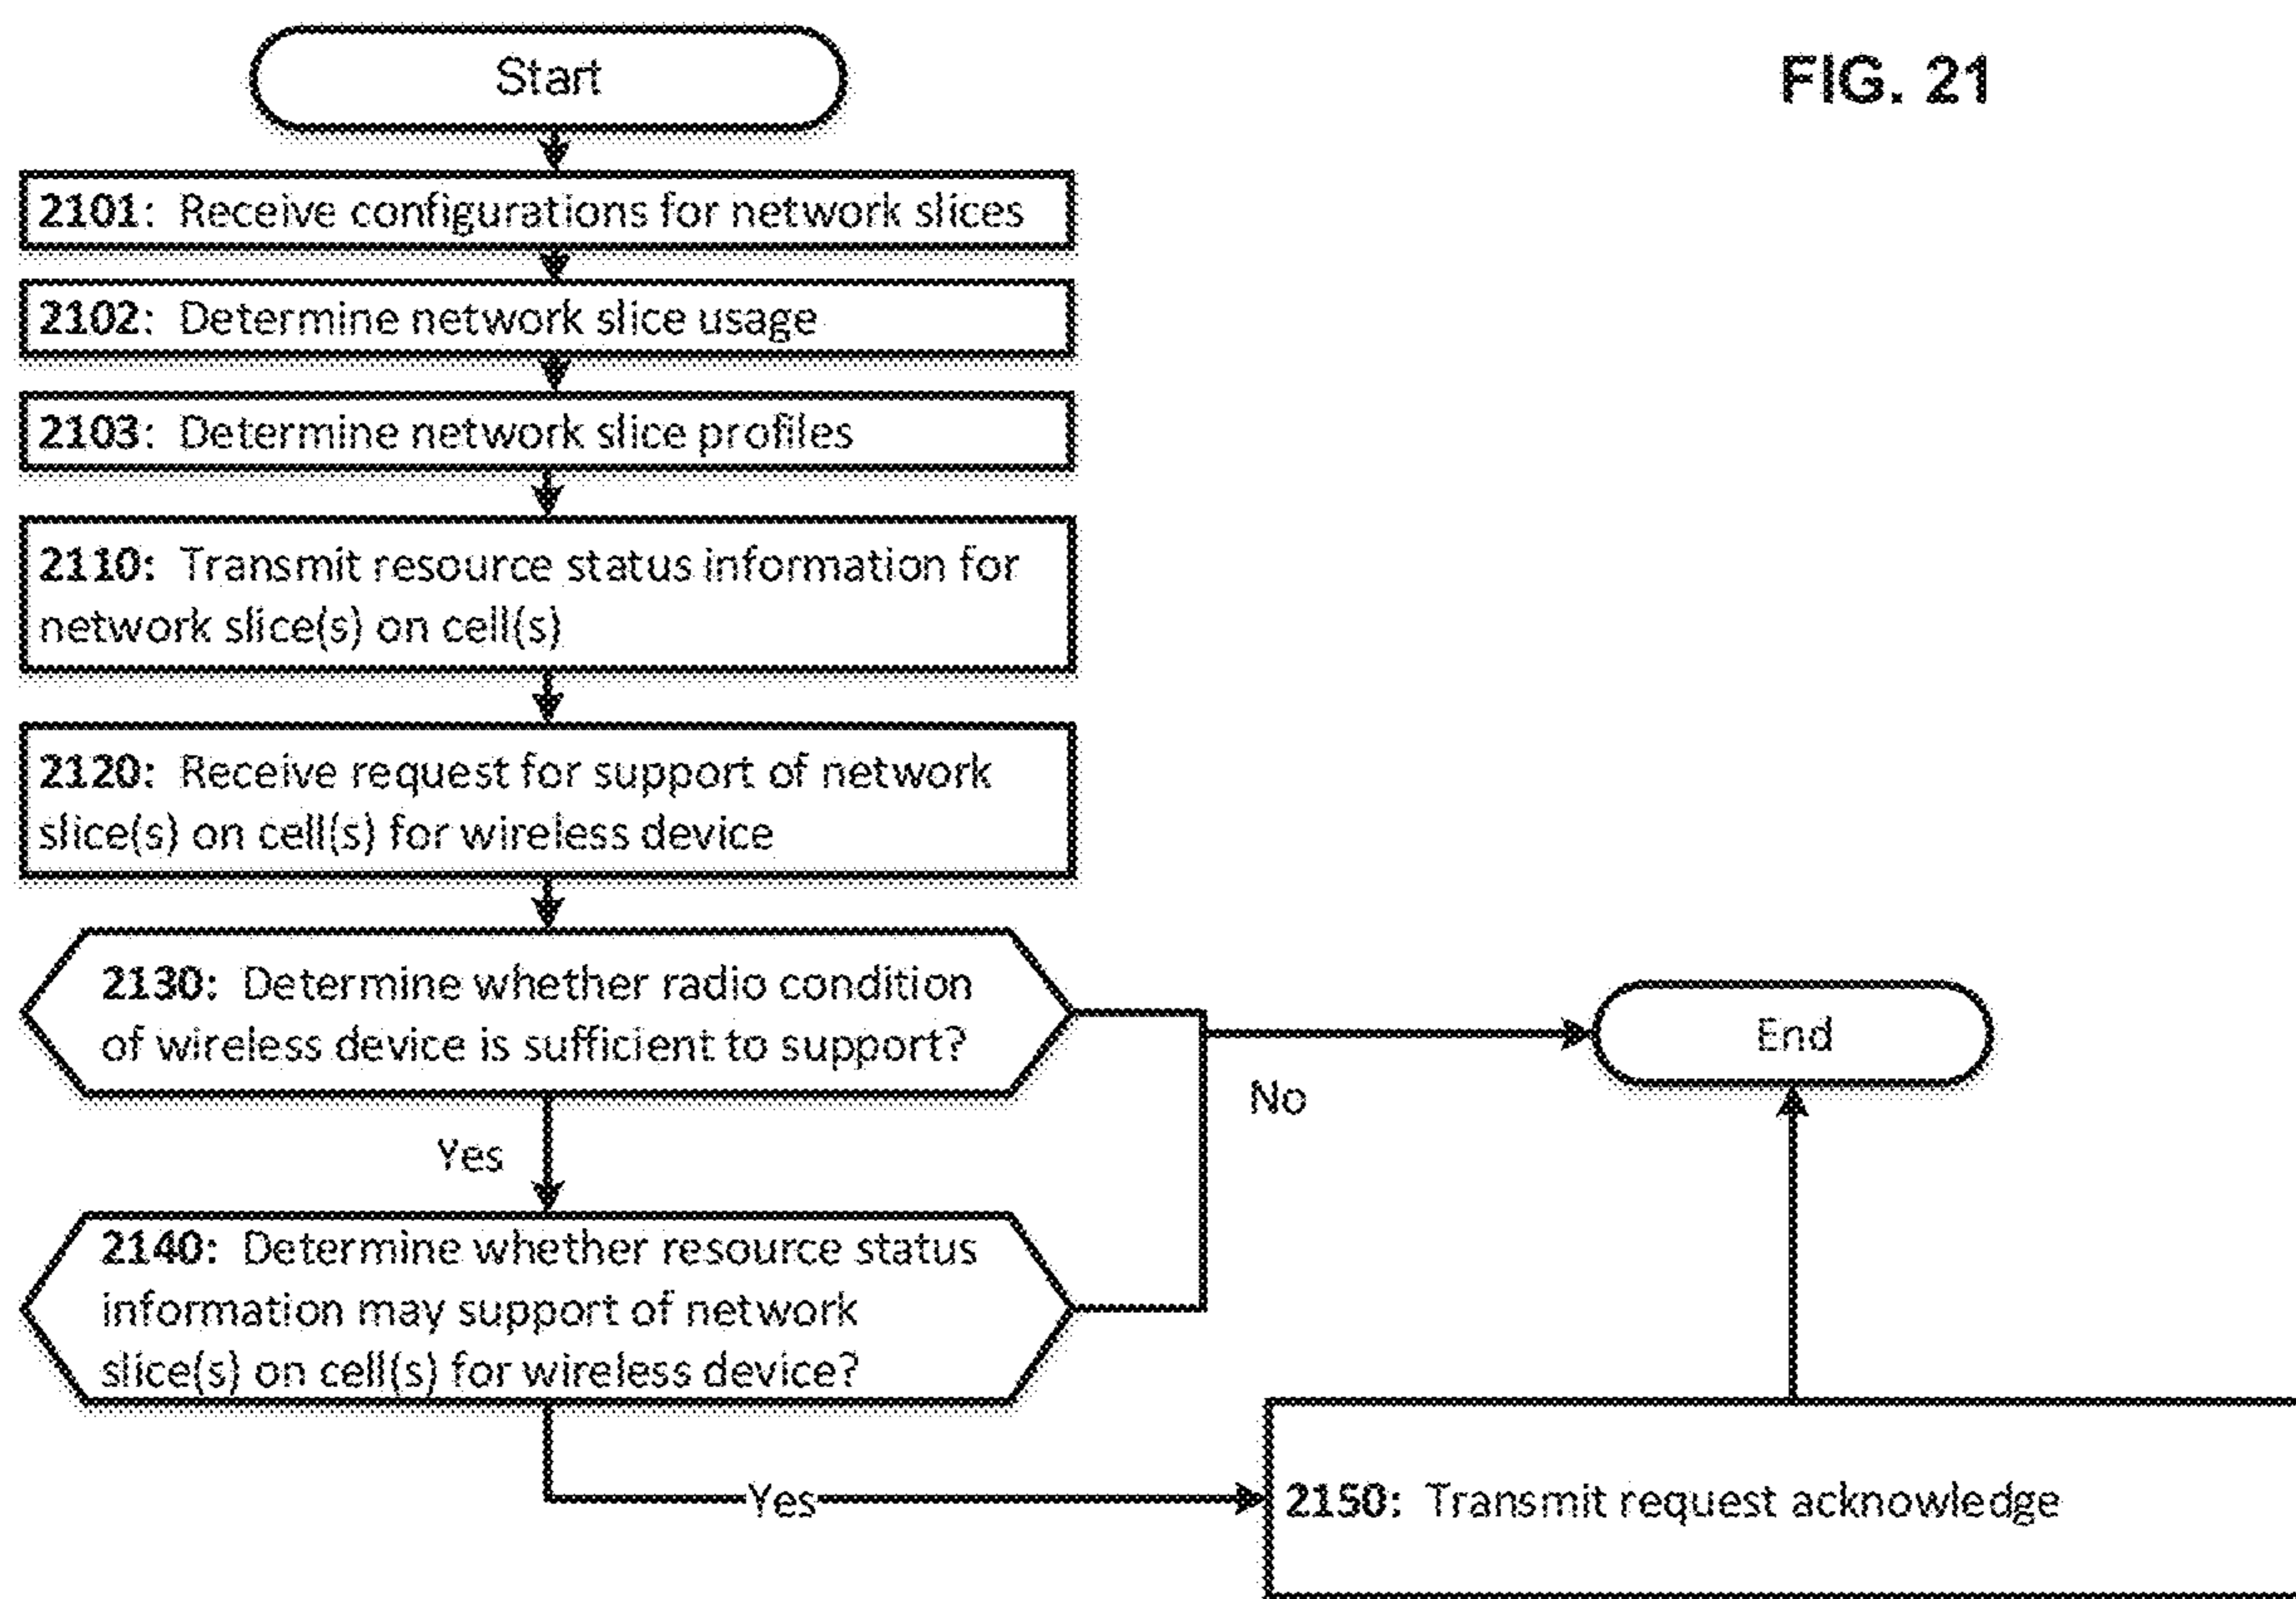 Start
FIG. 21
2101: Receive configurations for network slices
2102: Determine network slice usage
2103: Determine network slice profiles
2110: Transmit resource status information for
network slice(s) on cell(s)
2120: Receive request for support of network
slice(s) on cell(s) for wireless device
2130: Determine whether radio condition
of wireless device is sufficient to support?
End
No
Yes
2140: Determine whether resource status
information may support of network
slice(s) on cell(s) for wireless device?
Yes
2150: Transmit request acknowledge